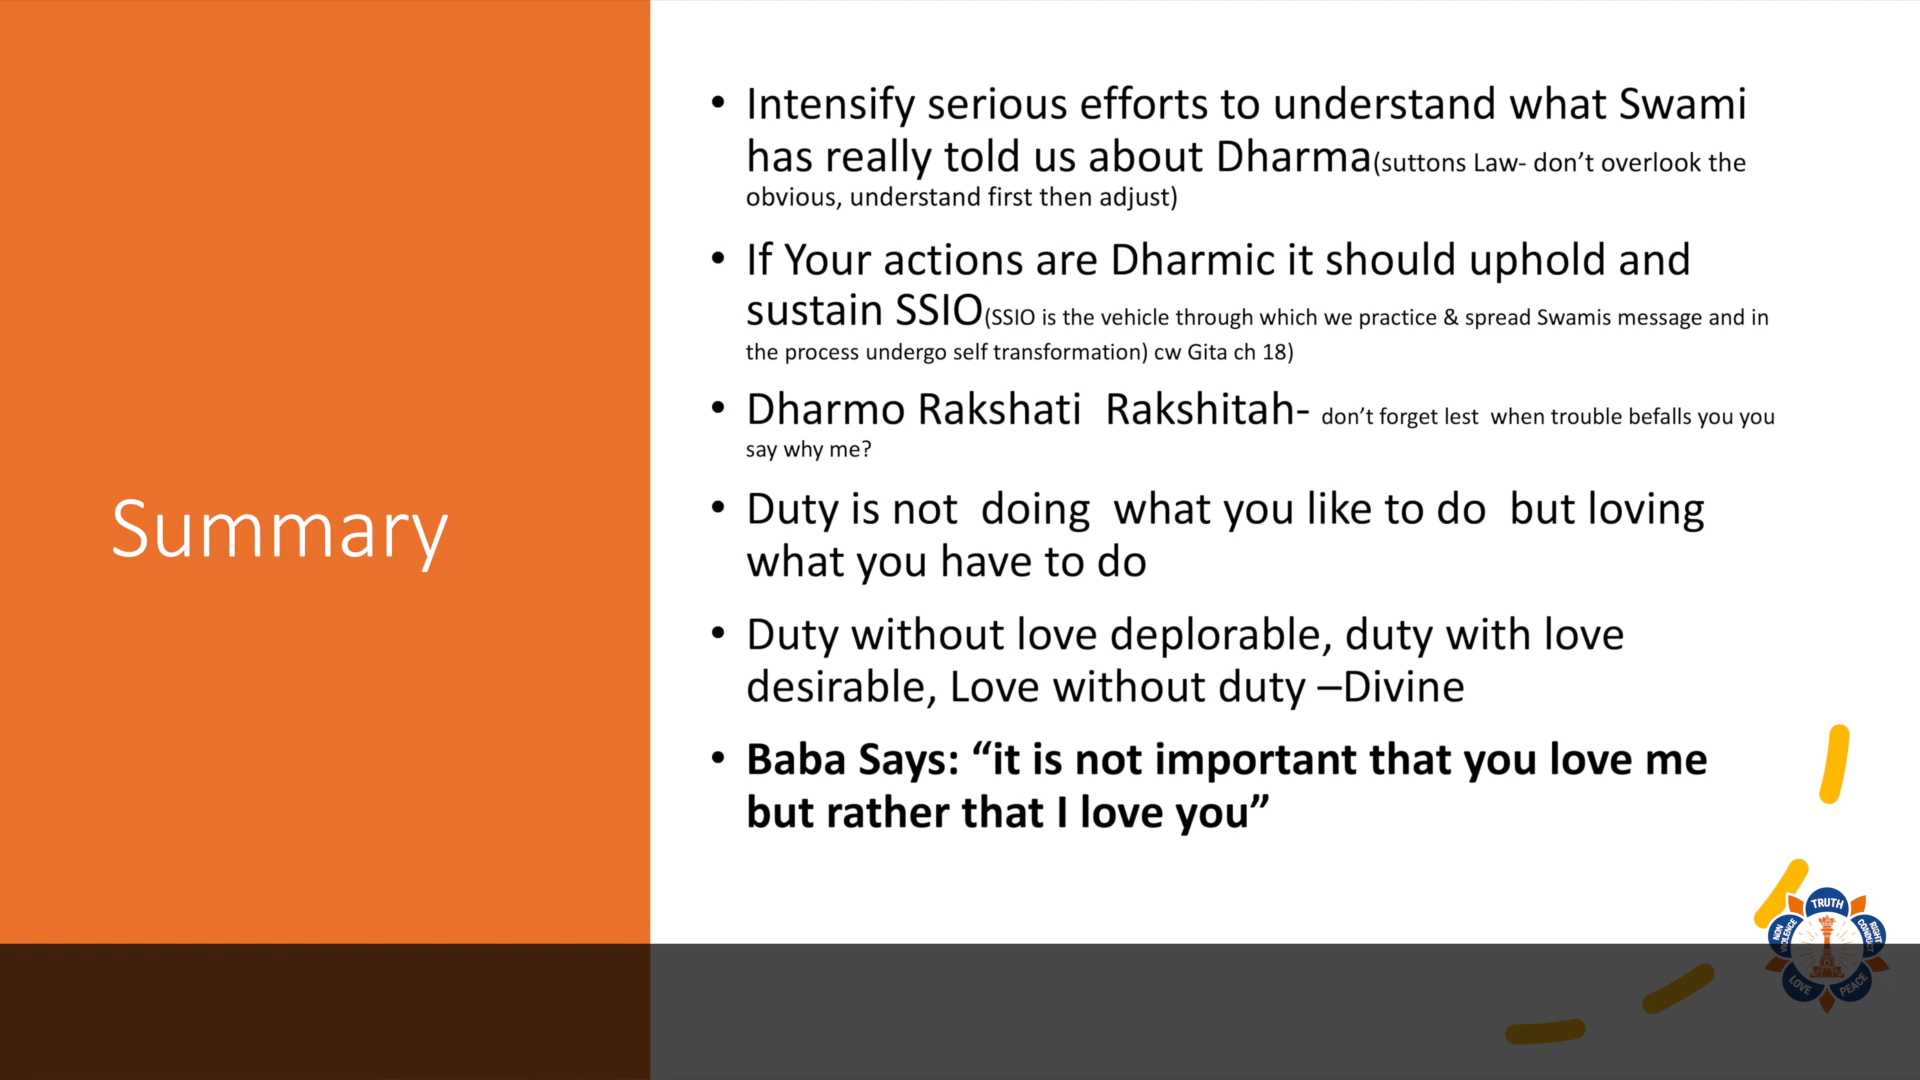 Summary
• Intensify serious efforts to understand what Swami
has really told us about Dharma(suttons Law- don’t overlook the
obvious, understand first then adjust)
• If Your actions are Dharmic it should uphold and
sustain SSIO(SSIO is the vehicle through which we practice & spread Swamis message and in
the process undergo self transformation) cw Gita ch 18)
• Dharmo Rakshati  Rakshitah- don’t forget lest  when trouble befalls you you
say why me?
• Duty is not  doing  what you like to do  but loving
what you have to do
• Duty without love deplorable, duty with love
desirable, Love without duty –Divine
• Baba Says: “it is not important that you love me
but rather that I love you”
TRUTH
RIGHT
CONDUCT
PEACE
LOVE
NON
VIOLENCE